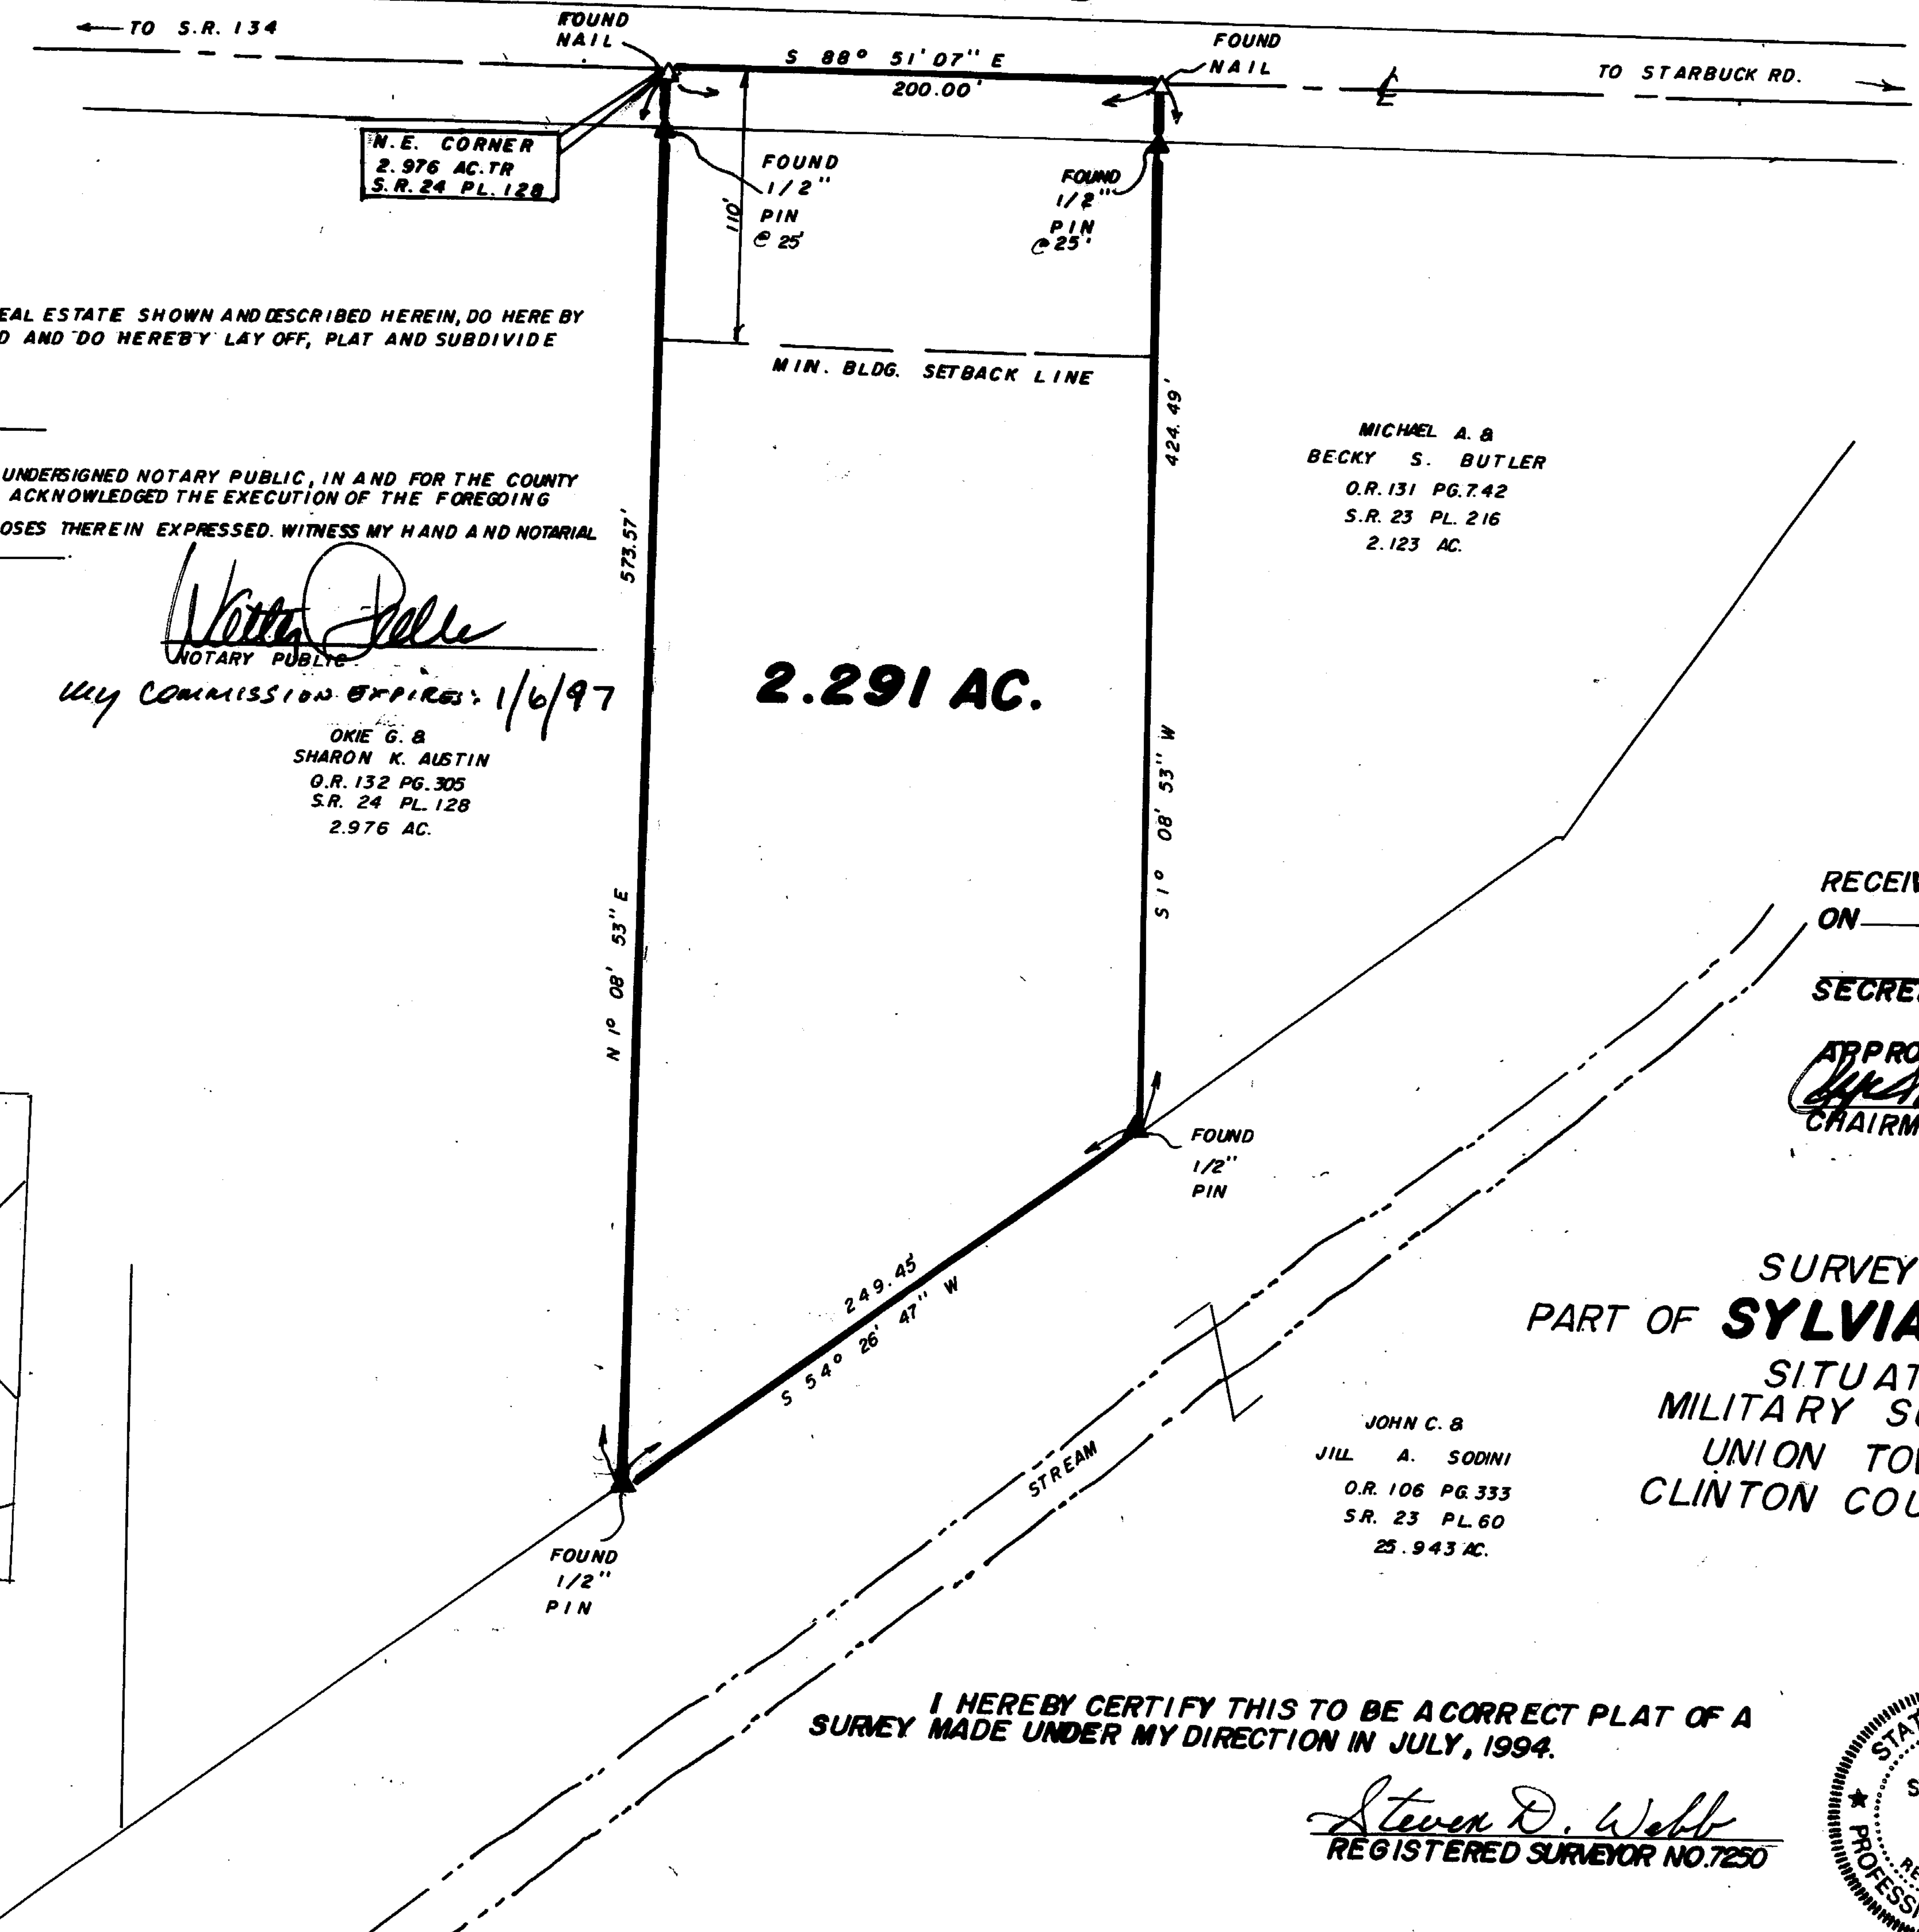 TO S.R. 134
FOUND
NAIL
S 88° 51' 07" E
200.00'
FOUND
NAIL
TO STARBUCK RD.
N.E. CORNER
2.976 AC.TR
S.R. 24 PL. 128
FOUND
1/2"
PIN
@ 25'
110'
FOUND
1/2"
PIN
@ 25'
EAL ESTATE SHOWN AND DESCRIBED HEREIN, DO HERE BY
D AND DO HEREBY LAY OFF, PLAT AND SUBDIVIDE
MIN. BLDG. SETBACK LINE
424.49'
MICHAEL A. &
BECKY S. BUTLER
O.R. 131 PG. 742
S.R. 23 PL. 216
2.123 AC.
UNDERSIGNED NOTARY PUBLIC, IN AND FOR THE COUNTY
ACKNOWLEDGED THE EXECUTION OF THE FOREGOING
OSES THEREIN EXPRESSED. WITNESS MY HAND AND NOTARIAL
573.57'
NOTARY PUBLIC
My COMMISSION EXPIRES: 1/6/97
2.291 AC.
OKIE G. &
SHARON K. AUSTIN
O.R. 132 PG. 305
S.R. 24 PL. 128
2.976 AC.
S 1° 08' 53" W
N 1° 08' 53" E
RECEIV
ON
SECRE
APPRO
CHAIRM
FOUND
1/2"
PIN
249.45'
S 54° 26' 47" W
SURVEY
PART OF SYLVIA
SITUAT
MILITARY SU
UNION TOW
CLINTON COU
STREAM
JOHN C. &
JILL A. SODINI
O.R. 106 PG. 333
S.R. 23 PL. 60
25.943 AC.
FOUND
1/2"
PIN
I HEREBY CERTIFY THIS TO BE A CORRECT PLAT OF A
SURVEY MADE UNDER MY DIRECTION IN JULY, 1994.
Steven D. Webb
REGISTERED SURVEYOR NO. 7250
STAT
S
RE
PROFESS